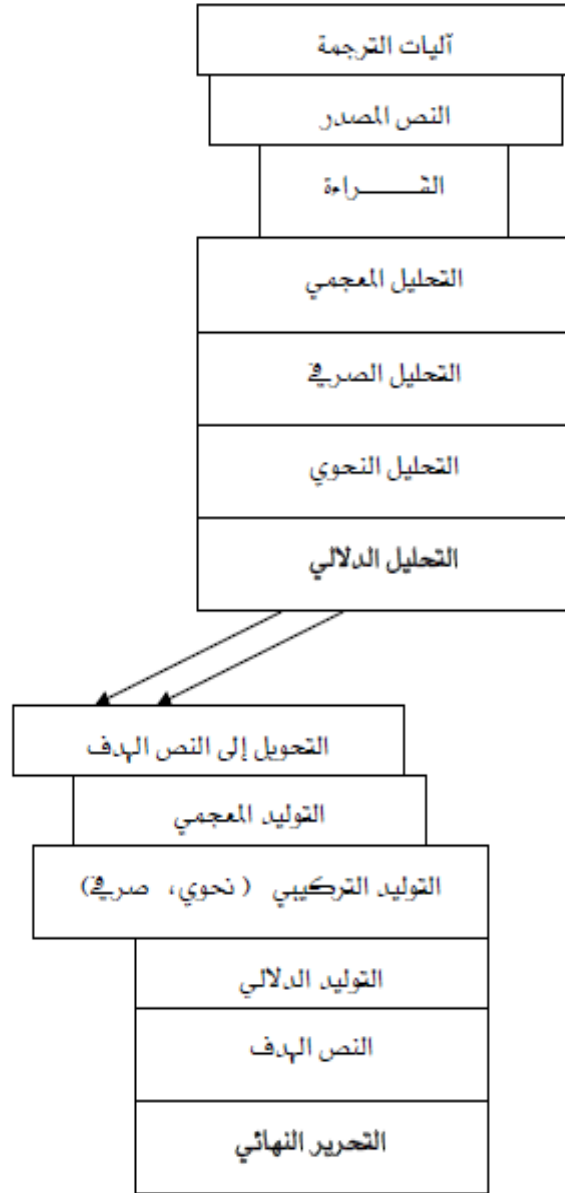 آليات الترجمة
النص المصدر
القـــــــراءة
التحليل المعجمي
التحليل الصرفي
التحليل النحوي
التحليل الدلالي
التحويل إلى النص الهدف
التوليد المعجمي
التوليد التركيبي (نحوي، صرفي)
التوليد الدلالي
النص الهدف
التحرير النهائي